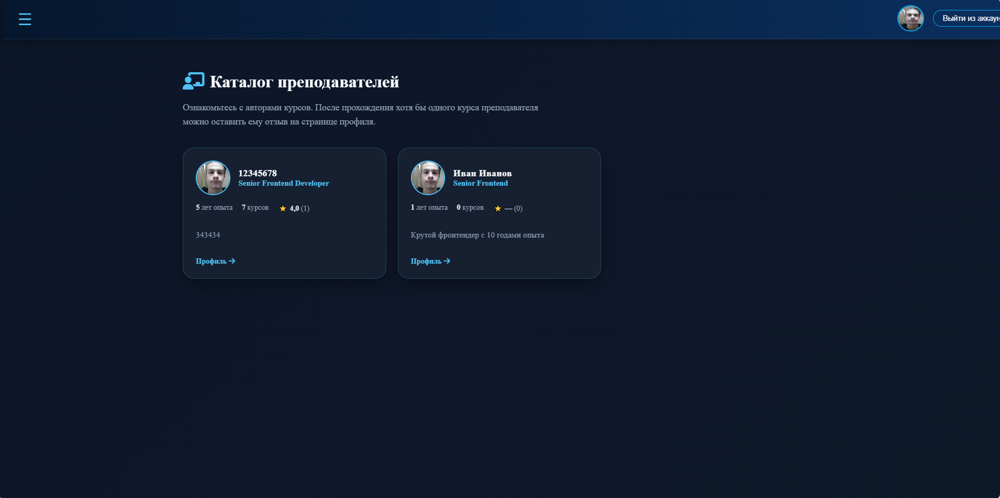 Выйти из аккаун
Каталог преподавателей
Ознакомьтесь с авторами курсов. После прохождения хотя бы одного курса преподавателя
можно оставить ему отзыв на странице профиля.
12345678
Senior Frontend Developer
5 лет опыта 7 курсов ★ 4,0 (1)
343434
Профиль →
Иван Иванов
Senior Frontend
1 лет опыта 0 курсов ★ — (0)
Крутой фронтендер с 10 годами опыта
Профиль →